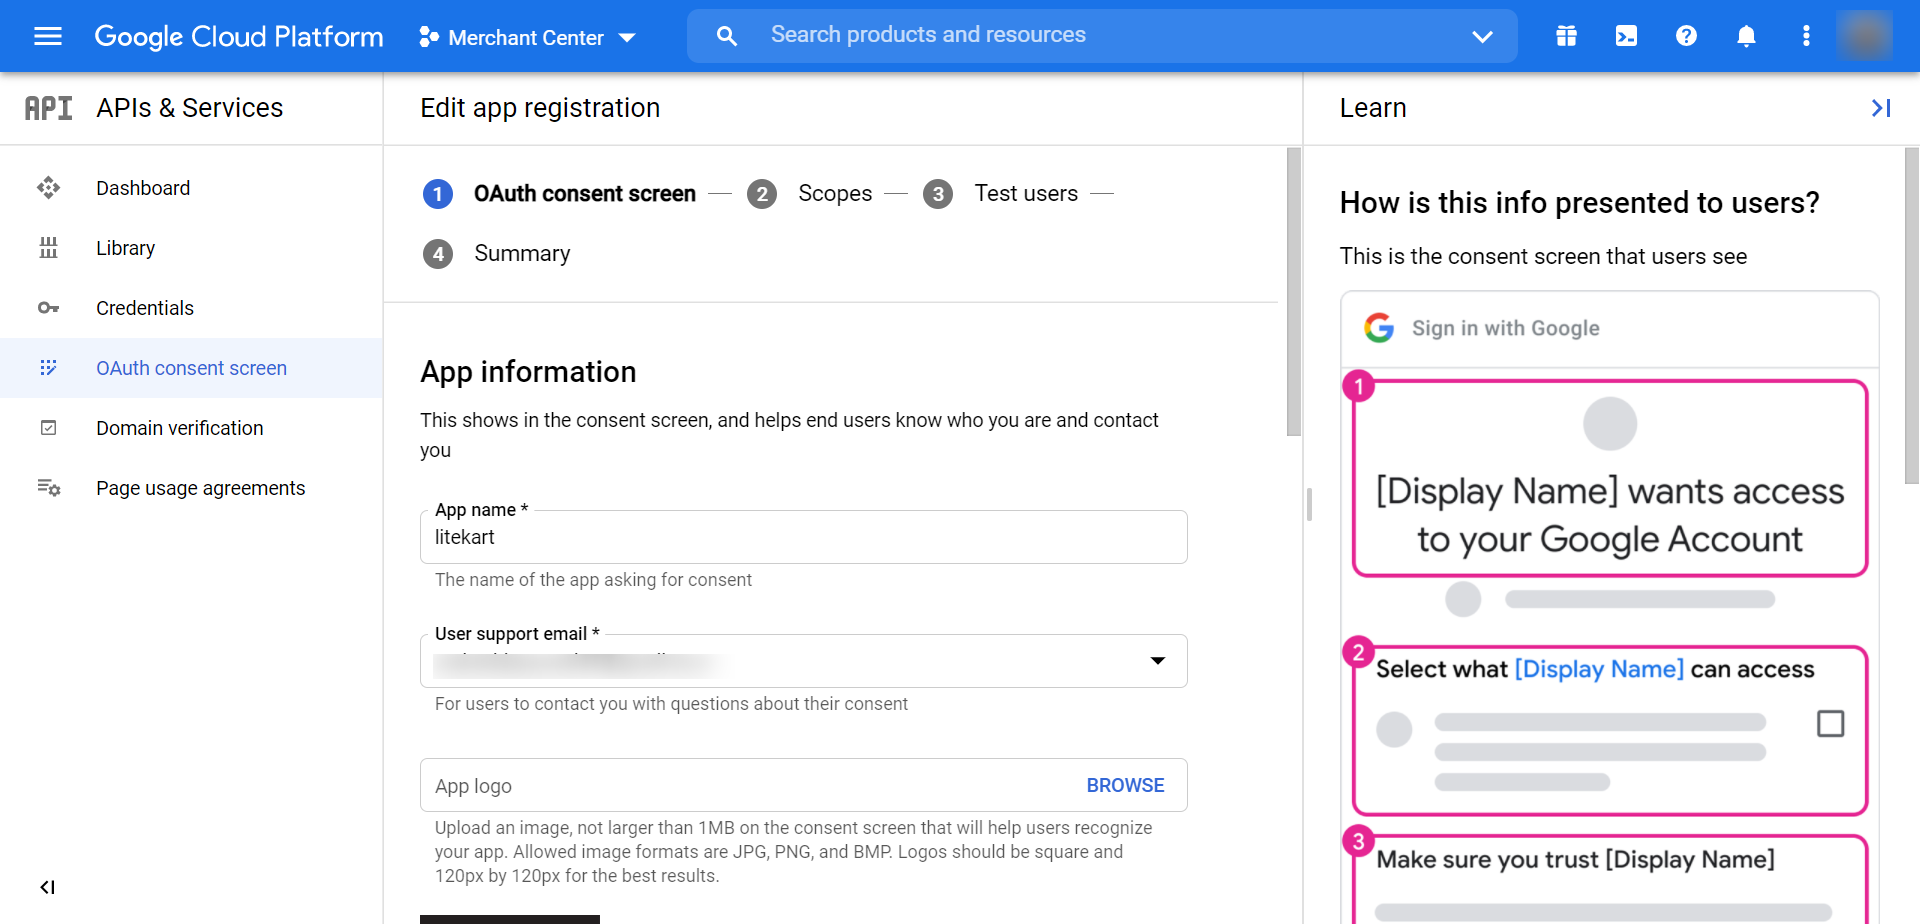 Google Cloud Platform
Merchant Center
Search products and resources
API APIs & Services
Dashboard
Library
Credentials
OAuth consent screen
Domain verification
Page usage agreements
Edit app registration
1 OAuth consent screen
2 Scopes
3 Test users
4 Summary
App information
This shows in the consent screen, and helps end users know who you are and contact
you
App name *
litekart
The name of the app asking for consent
User support email *
For users to contact you with questions about their consent
App logo
BROWSE
Upload an image, not larger than 1MB on the consent screen that will help users recognize
your app. Allowed image formats are JPG, PNG, and BMP. Logos should be square and
120px by 120px for the best results.
Learn
How is this info presented to users?
This is the consent screen that users see
G Sign in with Google
1
[Display Name] wants access
to your Google Account
2
Select what [Display Name] can access
3
Make sure you trust [Display Name]